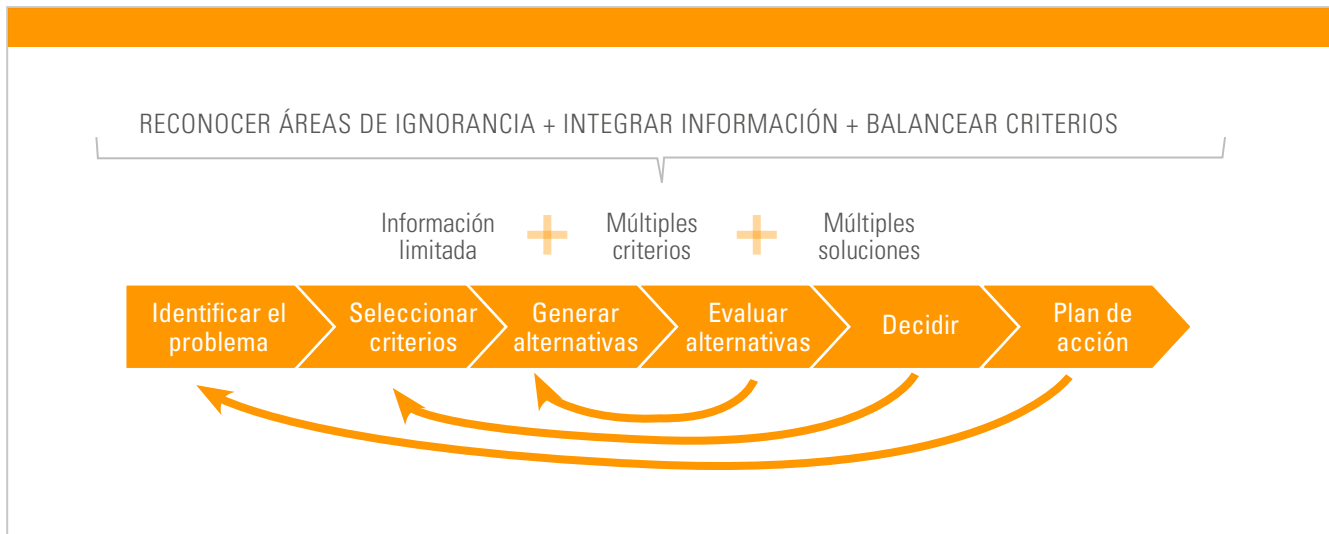 RECONOCER ÁREAS DE IGNORANCIA + INTEGRAR INFORMACIÓN + BALANCEAR CRITERIOS
Información
limitada
+
Múltiples
criterios
+
Múltiples
soluciones
Identificar el
problema
Seleccionar
criterios
Generar
alternativas
Evaluar
alternativas
Decidir
Plan de
acción